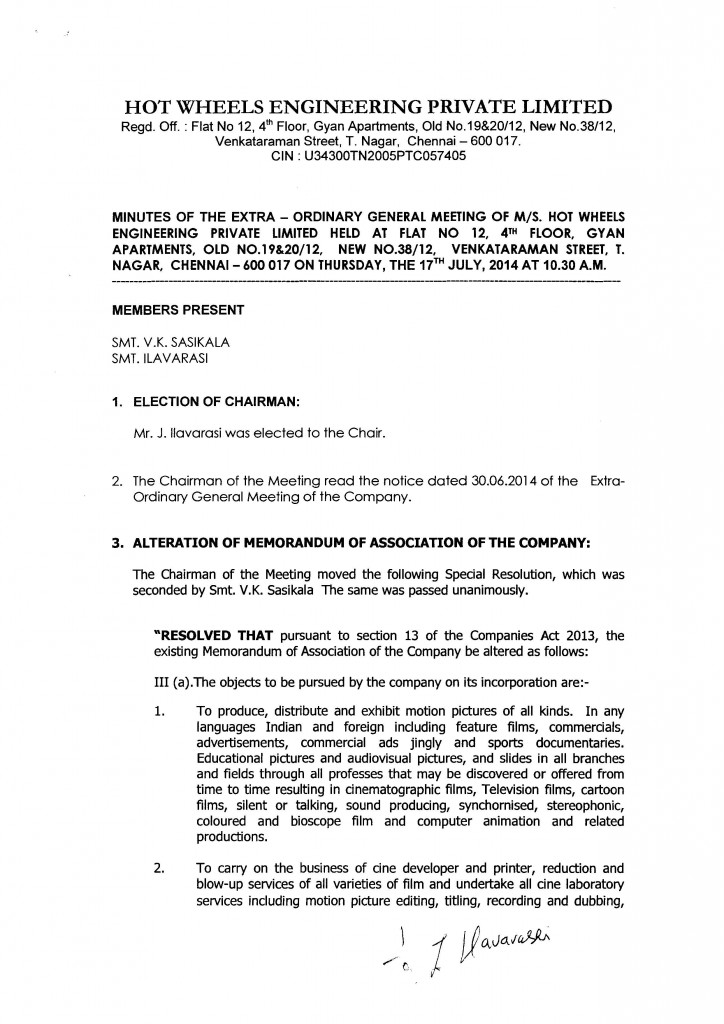 HOT WHEELS ENGINEERING PRIVATE LIMITED
Regd. Off. : Flat No 12, 4th Floor, Gyan Apartments, Old No.19&20/12, New No.38/12,
Venkataraman Street, T. Nagar, Chennai – 600 017.
CIN : U34300TN2005PTC057405
MINUTES OF THE EXTRA – ORDINARY GENERAL MEETING OF M/S. HOT WHEELS
ENGINEERING PRIVATE LIMITED HELD AT FLAT NO 12, 4TH FLOOR, GYAN
APARTMENTS, OLD NO.19&20/12, NEW NO.38/12, VENKATARAMAN STREET, T.
NAGAR, CHENNAI – 600 017 ON THURSDAY, THE 17TH JULY, 2014 AT 10.30 A.M.
MEMBERS PRESENT
SMT. V.K. SASIKALA
SMT. ILAVARASI
1. ELECTION OF CHAIRMAN:
Mr. J. Ilavarasi was elected to the Chair.
2. The Chairman of the Meeting read the notice dated 30.06.2014 of the Extra-
Ordinary General Meeting of the Company.
3. ALTERATION OF MEMORANDUM OF ASSOCIATION OF THE COMPANY:
The Chairman of the Meeting moved the following Special Resolution, which was
seconded by Smt. V.K. Sasikala The same was passed unanimously.
"RESOLVED THAT pursuant to section 13 of the Companies Act 2013, the
existing Memorandum of Association of the Company be altered as follows:
III (a).The objects to be pursued by the company on its incorporation are:-
1. To produce, distribute and exhibit motion pictures of all kinds. In any
languages Indian and foreign including feature films, commercials,
advertisements, commercial ads jingly and sports documentaries.
Educational pictures and audiovisual pictures, and slides in all branches
and fields through all professes that may be discovered or offered from
time to time resulting in cinematographic films, Television films, cartoon
films, silent or talking, sound producing, synchornised, stereophonic,
coloured and bioscope film and computer animation and related
productions.
2. To carry on the business of cine developer and printer, reduction and
blow-up services of all varieties of film and undertake all cine laboratory
services including motion picture editing, titling, recording and dubbing,
J Ilavarasi